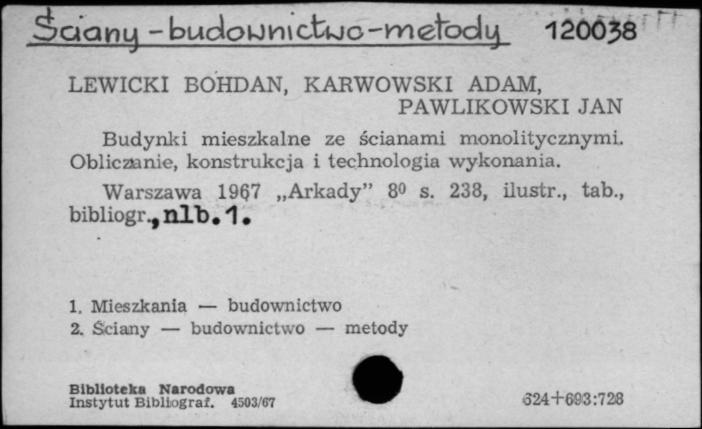 Ściany-budownictwo-metody 120038
LEWICKI BOHDAN, KARWOWSKI ADAM,
PAWLIKOWSKI JAN
Budynki mieszkalne ze ścianami monolitycznymi.
Obliczanie, konstrukcja i technologia wykonania.
Warszawa 1967 „Arkady” 8⁰ s. 238, ilustr., tab.,
bibliogr., nlb. 1.
1. Mieszkania — budownictwo
2. Ściany — budownictwo — metody
Biblioteka Narodowa
Instytut Bibliograf. 4503/67
624+693:728